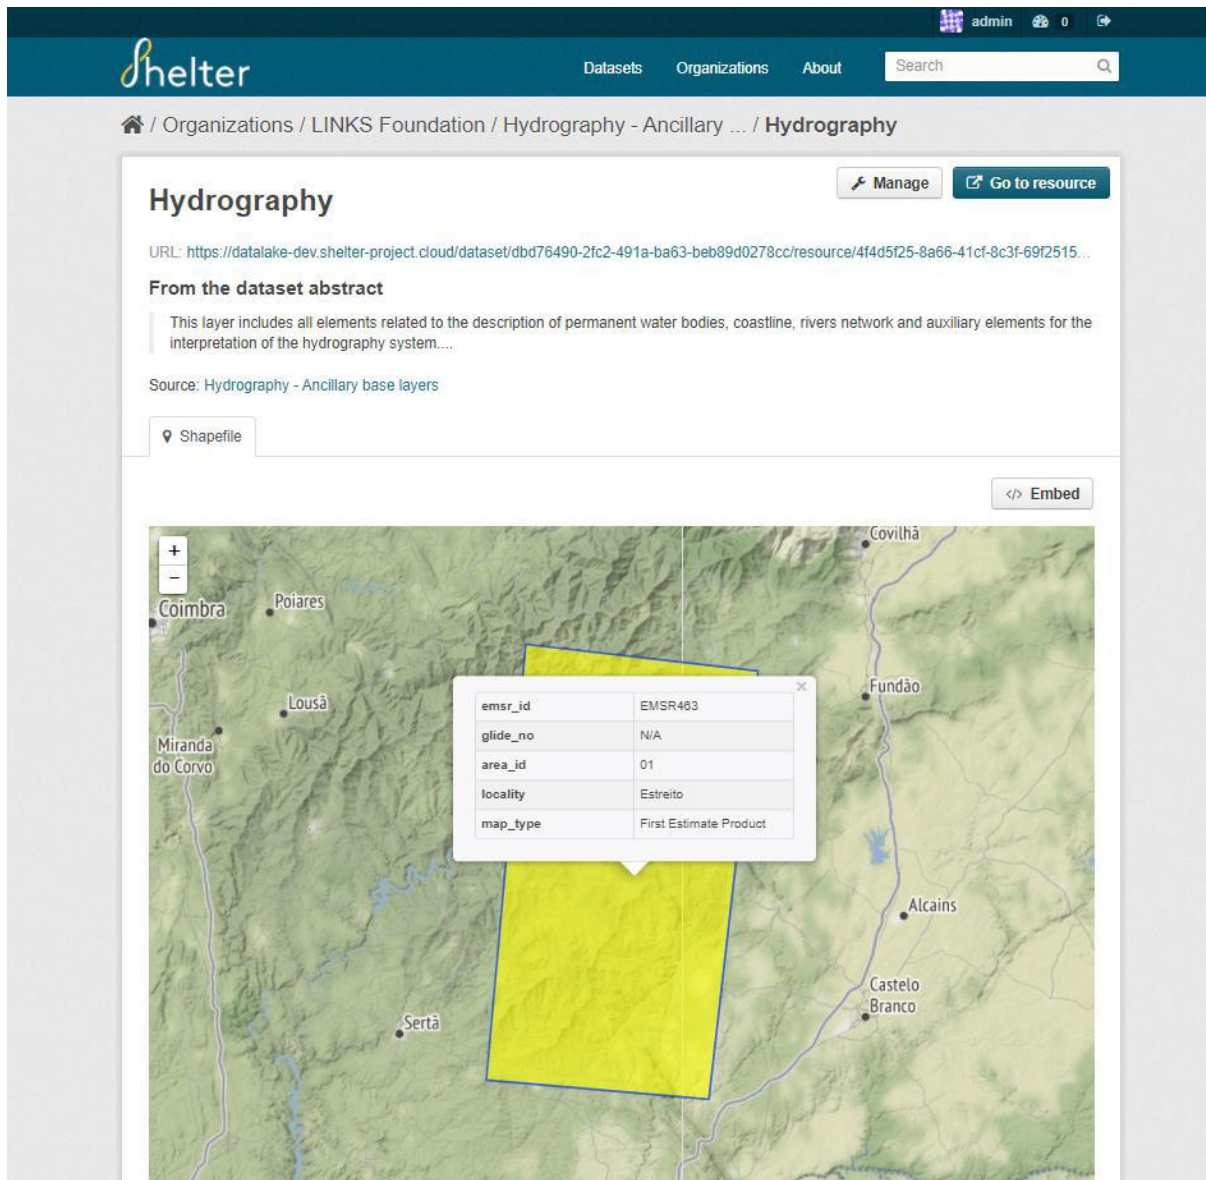 admin 0
Shelter
Datasets Organizations About Search
/ Organizations / LINKS Foundation / Hydrography - Ancillary ... / Hydrography
Manage Go to resource
Hydrography
URL: https://datalake-dev.shelter-project.cloud/dataset/dbd76490-2fc2-491a-ba63-beb89d0278cc/resource/4f4d5f25-8a66-41cf-8c3f-69f2515...
From the dataset abstract
This layer includes all elements related to the description of permanent water bodies, coastline, rivers network and auxiliary elements for the
interpretation of the hydrography system....
Source: Hydrography - Ancillary base layers
Shapefile
</> Embed
+
−
Covilhã
Coimbra
Poiares
Lousã
Fundão
Miranda
do Corvo
×
emsr_id EMSR463
glide_no N/A
area_id 01
locality Estreito
map_type First Estimate Product
Alcains
Castelo
Branco
Sertã